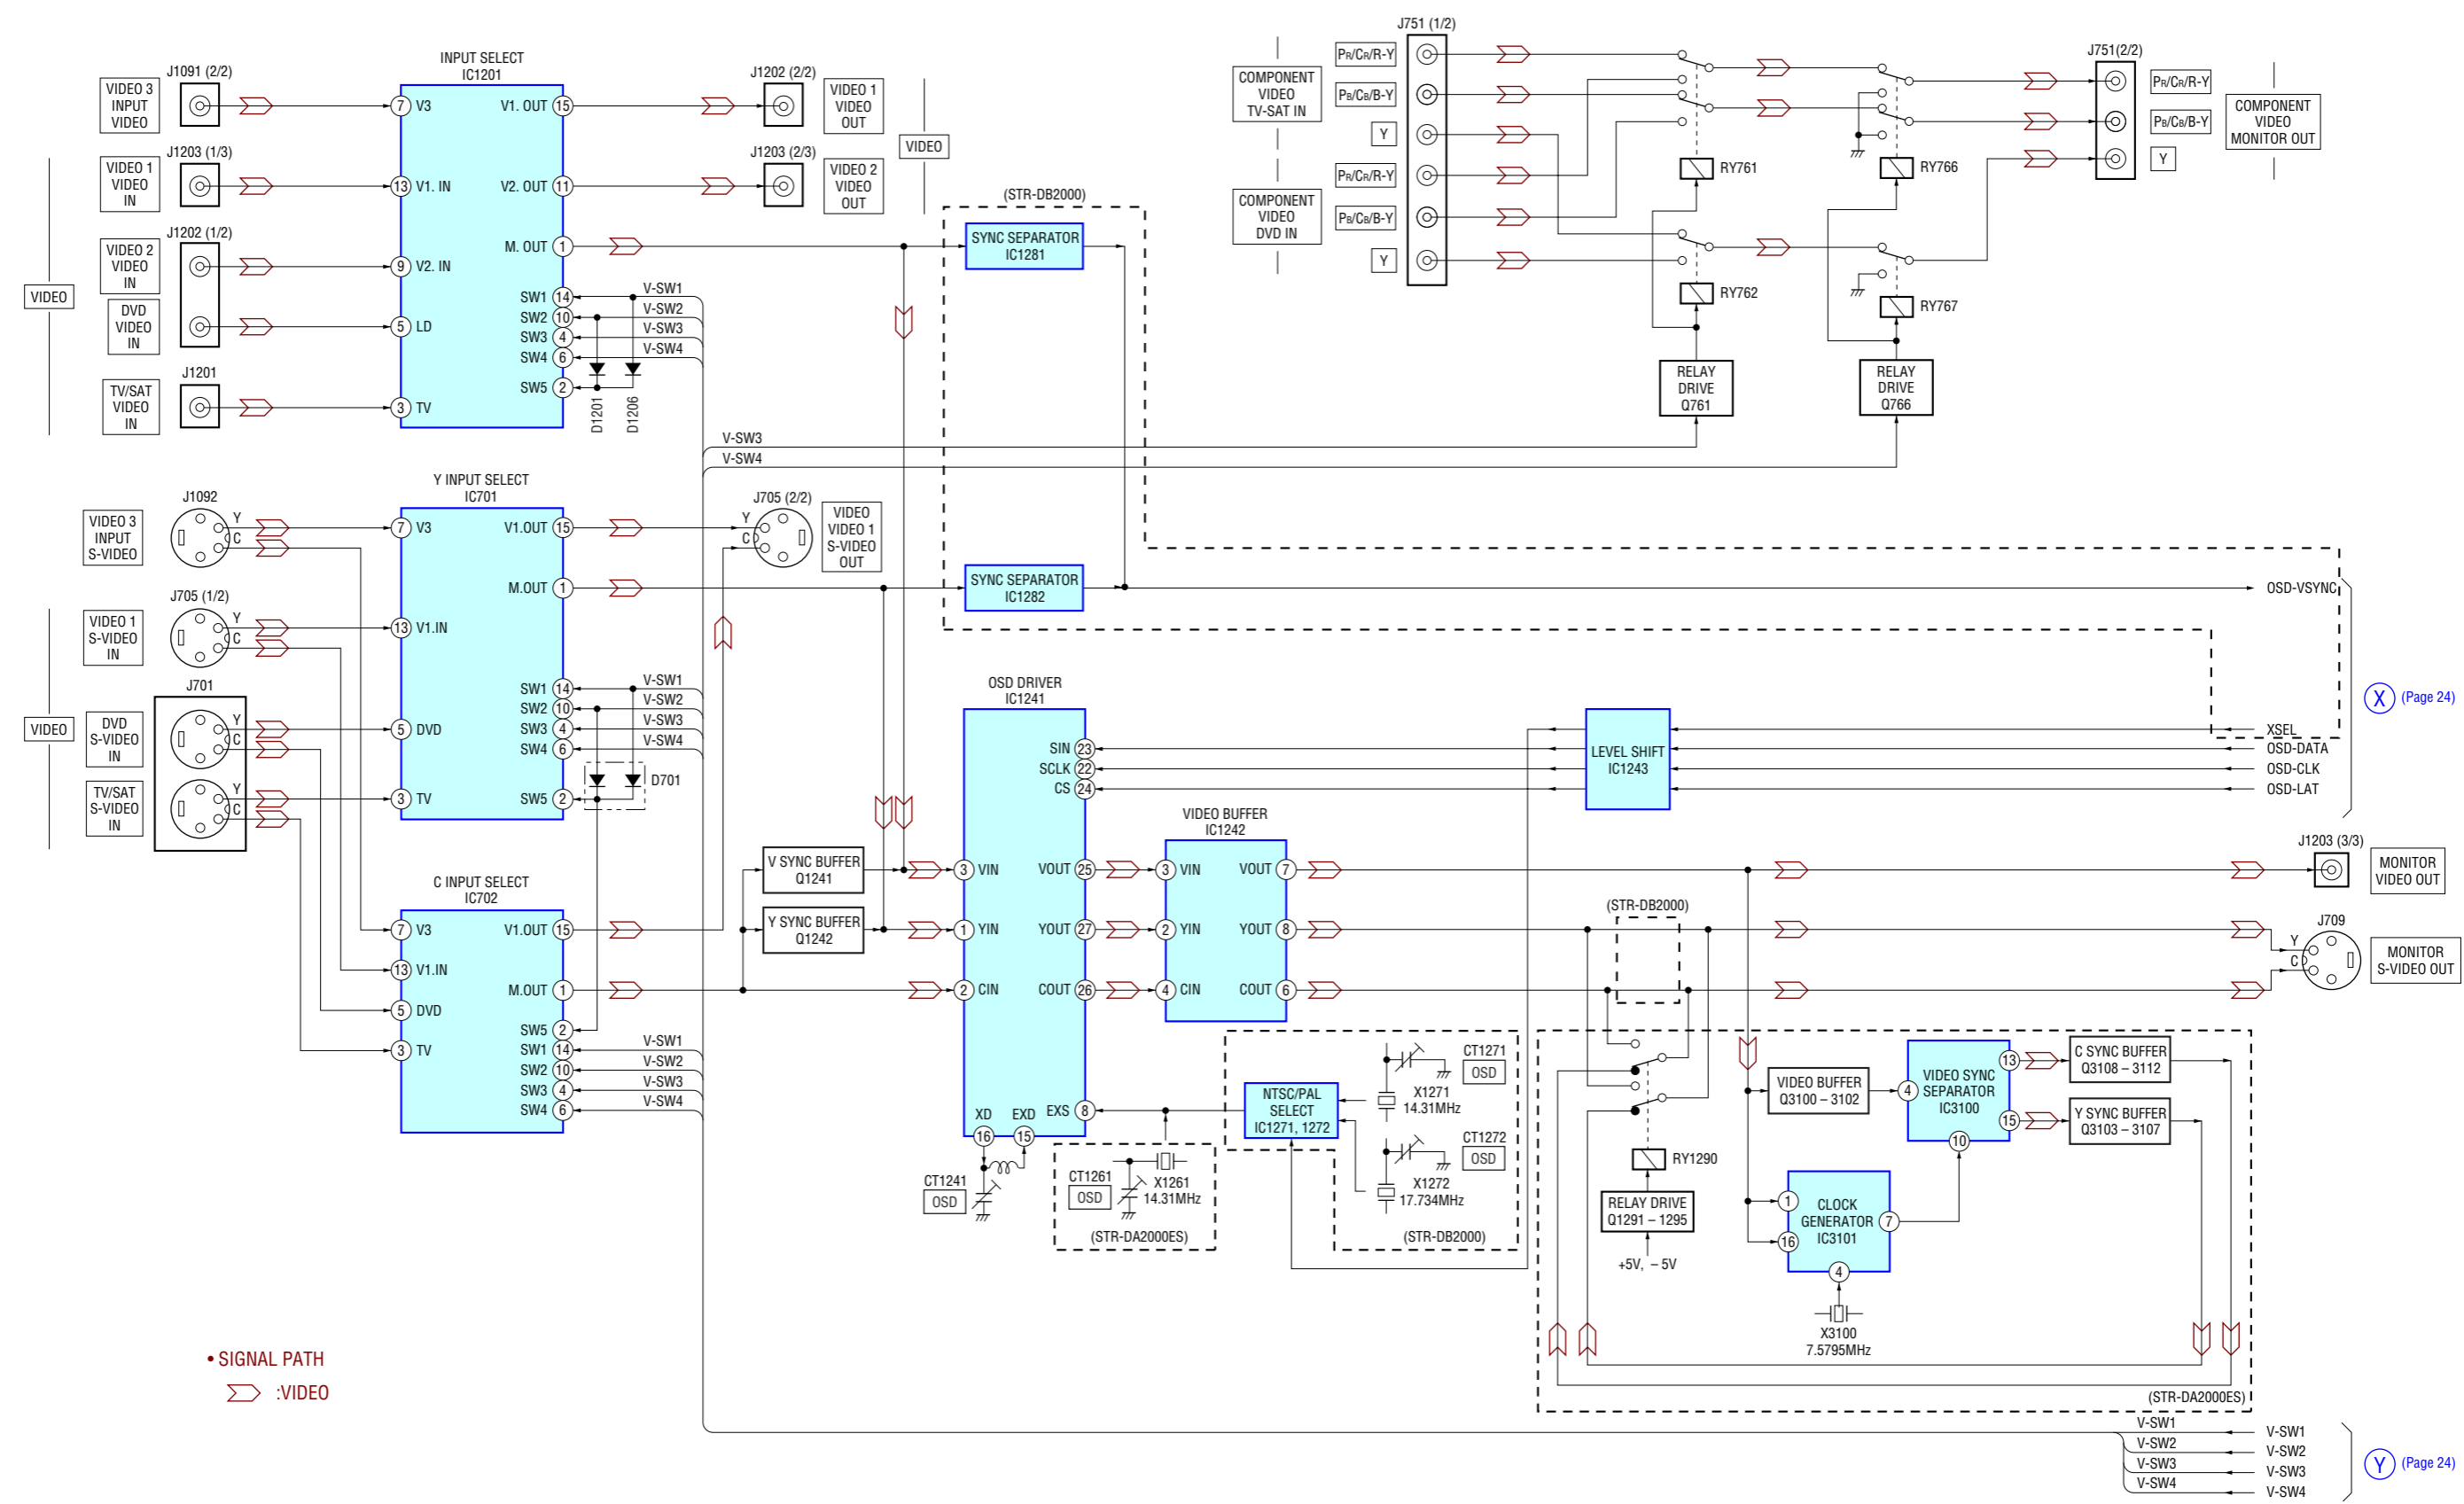 VIDEO
VIDEO 3
INPUT
VIDEO
J1091 (2/2)
VIDEO 1
VIDEO
IN
J1203 (1/3)
VIDEO 2
VIDEO
IN
J1202 (1/2)
DVD
VIDEO
IN
TV/SAT
VIDEO
IN
J1201
INPUT SELECT
IC1201
7 V3
13 V1. IN
9 V2. IN
5 LD
3 TV
V1. OUT 15
V2. OUT 11
M. OUT 1
SW1 14
SW2 10
SW3 4
SW4 6
SW5 2
V-SW1
V-SW2
V-SW3
V-SW4
D1201
D1206
J1202 (2/2)
VIDEO 1
VIDEO
OUT
J1203 (2/3)
VIDEO 2
VIDEO
OUT
VIDEO
(STR-DB2000)
SYNC SEPARATOR
IC1281
SYNC SEPARATOR
IC1282
V-SW3
V-SW4
COMPONENT
VIDEO
TV-SAT IN
COMPONENT
VIDEO
DVD IN
J751 (1/2)
PR/CR/R-Y
PB/CB/B-Y
Y
PR/CR/R-Y
PB/CB/B-Y
Y
RY761
RY762
RELAY
DRIVE
Q761
RY766
RY767
RELAY
DRIVE
Q766
J751(2/2)
PR/CR/R-Y
PB/CB/B-Y
Y
COMPONENT
VIDEO
MONITOR OUT
VIDEO
VIDEO 3
INPUT
S-VIDEO
J1092
Y
C
VIDEO 1
S-VIDEO
IN
J705 (1/2)
Y
C
J701
DVD
S-VIDEO
IN
Y
C
TV/SAT
S-VIDEO
IN
Y
C
Y INPUT SELECT
IC701
7 V3
13 V1.IN
5 DVD
3 TV
V1.OUT 15
M.OUT 1
SW1 14
SW2 10
SW3 4
SW4 6
SW5 2
V-SW1
V-SW2
V-SW3
V-SW4
D701
J705 (2/2)
Y
C
VIDEO
VIDEO 1
S-VIDEO
OUT
C INPUT SELECT
IC702
7 V3
13 V1.IN
5 DVD
3 TV
V1.OUT 15
M.OUT 1
SW5 2
SW1 14
SW2 10
SW3 4
SW4 6
V-SW1
V-SW2
V-SW3
V-SW4
V SYNC BUFFER
Q1241
Y SYNC BUFFER
Q1242
OSD DRIVER
IC1241
3 VIN
1 YIN
2 CIN
SIN 23
SCLK 22
CS 24
VOUT 25
YOUT 27
COUT 26
XD
16
EXD
15
EXS 8
CT1241
OSD
CT1261
OSD
X1261
14.31MHz
(STR-DA2000ES)
VIDEO BUFFER
IC1242
3 VIN
2 YIN
4 CIN
VOUT 7
YOUT 8
COUT 6
NTSC/PAL
SELECT
IC1271, 1272
CT1271
OSD
X1271
14.31MHz
CT1272
OSD
X1272
17.734MHz
(STR-DB2000)
LEVEL SHIFT
IC1243
OSD-VSYNC
XSEL
OSD-DATA
OSD-CLK
OSD-LAT
X (Page 24)
(STR-DB2000)
J1203 (3/3)
MONITOR
VIDEO OUT
J709
Y
C
MONITOR
S-VIDEO OUT
RY1290
RELAY DRIVE
Q1291 – 1295
+5V, – 5V
VIDEO BUFFER
Q3100 – 3102
4
VIDEO SYNC
SEPARATOR
IC3100
13
15
10
C SYNC BUFFER
Q3108 – 3112
Y SYNC BUFFER
Q3103 – 3107
1
16
CLOCK
GENERATOR
IC3101
7
4
X3100
7.5795MHz
(STR-DA2000ES)
• SIGNAL PATH
:VIDEO
V-SW1
V-SW2
V-SW3
V-SW4
V-SW1
V-SW2
V-SW3
V-SW4
Y (Page 24)